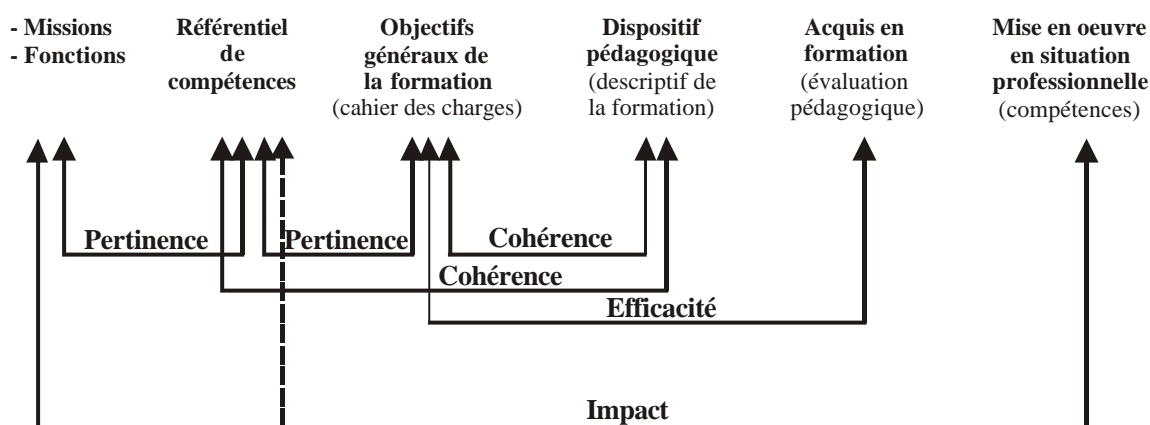 - Missions
- Fonctions
Référentiel
de
compétences
Objectifs
généraux de
la formation
(cahier des charges)
Dispositif
pédagogique
(descriptif de
la formation)
Acquis en
formation
(évaluation
pédagogique)
Mise en oeuvre
en situation
professionnelle
(compétences)
Pertinence
Pertinence
Cohérence
Cohérence
Efficacité
Impact